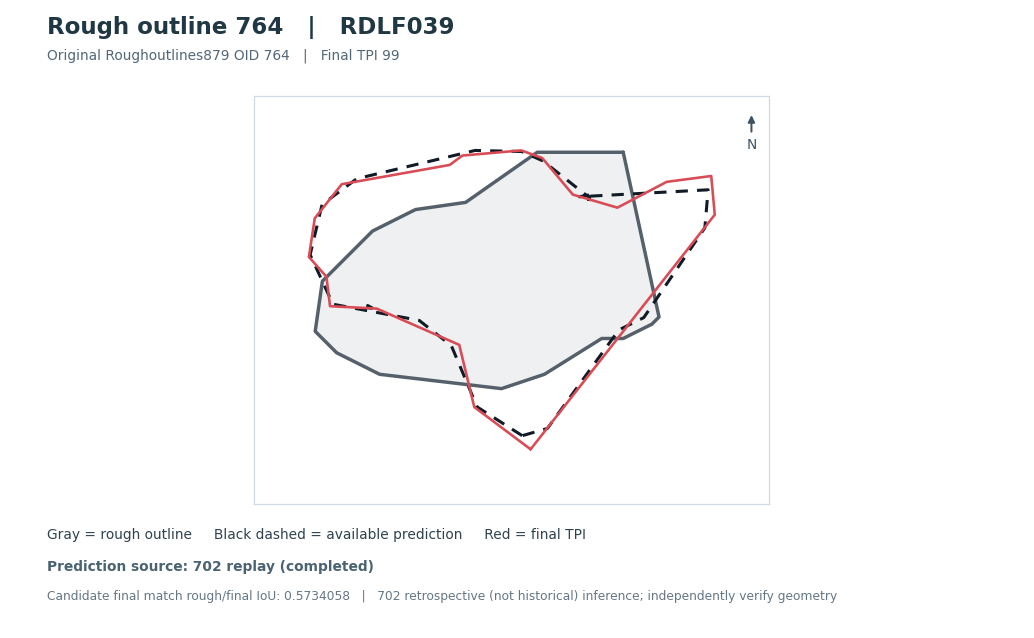 Rough outline 764   |   RDLF039
Original Roughoutlines879 OID 764   |   Final TPI 99
N
Gray = rough outline     Black dashed = available prediction     Red = final TPI
Prediction source: 702 replay (completed)
Candidate final match rough/final IoU: 0.5734058   |   702 retrospective (not historical) inference; independently verify geometry